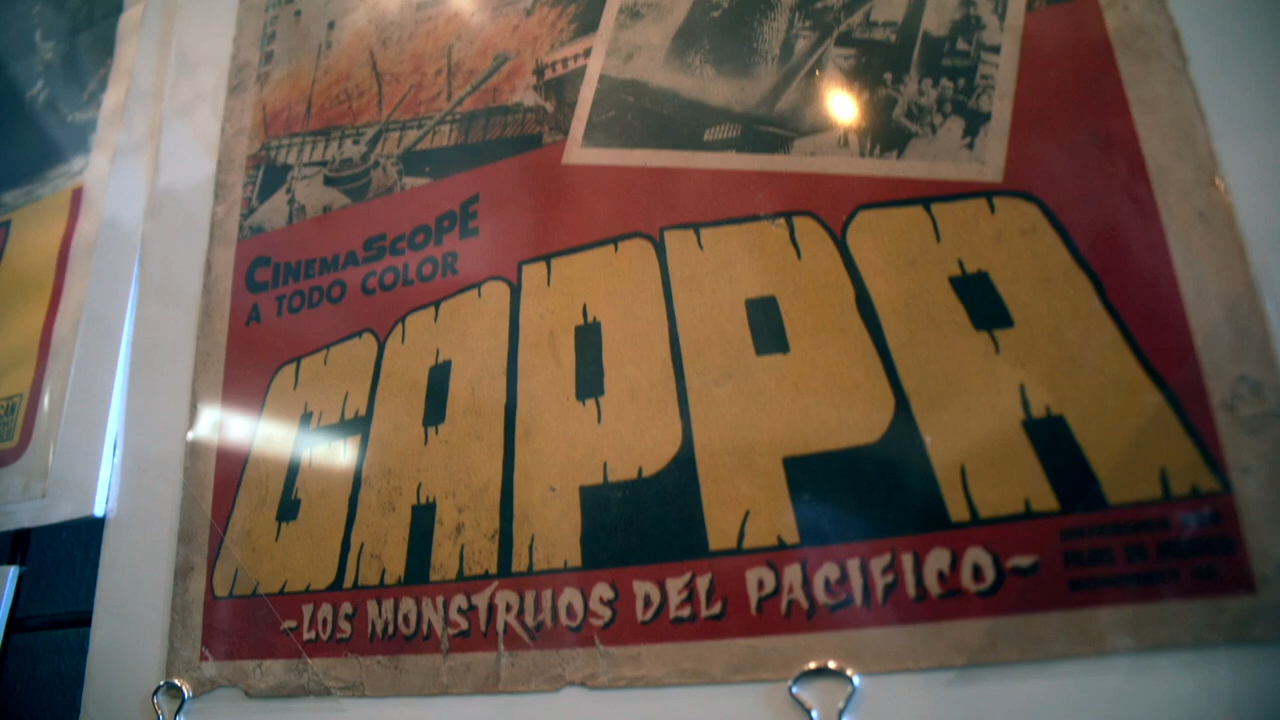 CINEMASCOPE
A TODO COLOR
GAPPA
-LOS MONSTRUOS DEL PACIFICO-